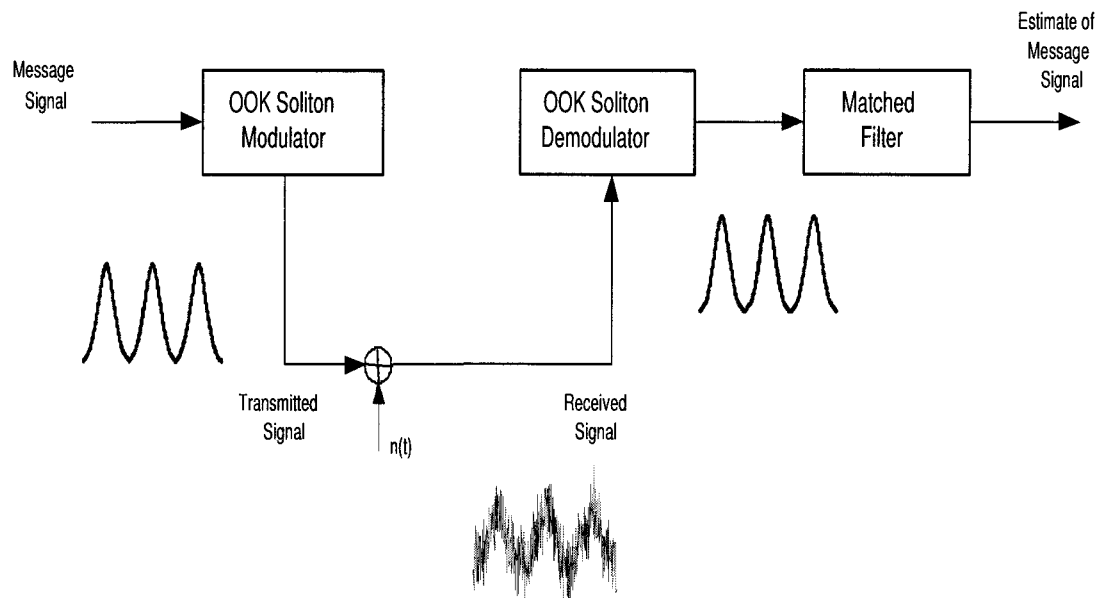 Message
Signal
OOK Soliton
Modulator
OOK Soliton
Demodulator
Matched
Filter
Estimate of
Message
Signal
Transmitted
Signal
n(t)
Received
Signal